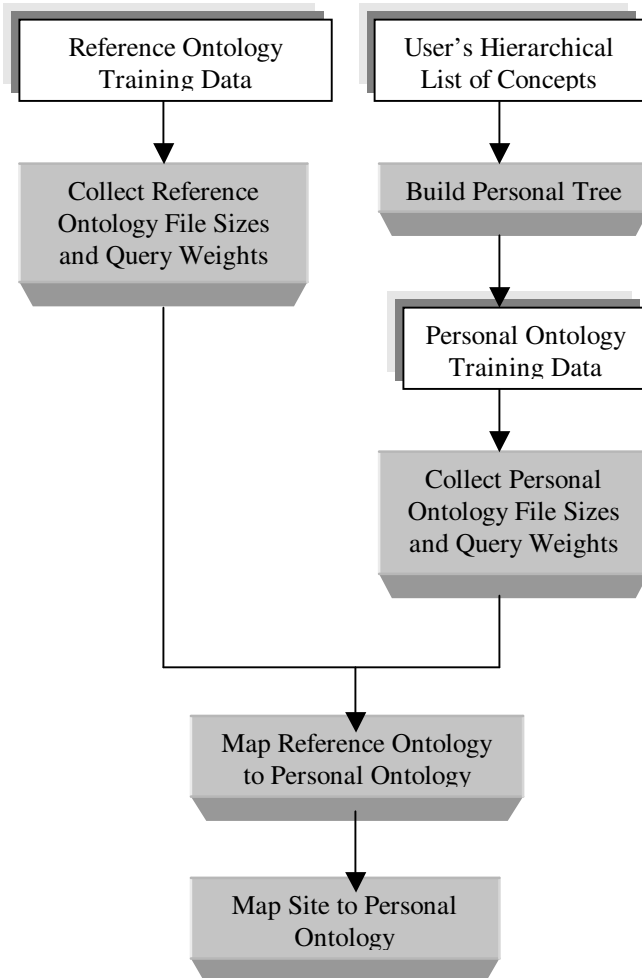 Reference Ontology
Training Data
User's Hierarchical
List of Concepts
Collect Reference
Ontology File Sizes
and Query Weights
Build Personal Tree
Personal Ontology
Training Data
Collect Personal
Ontology File Sizes
and Query Weights
Map Reference Ontology
to Personal Ontology
Map Site to Personal
Ontology